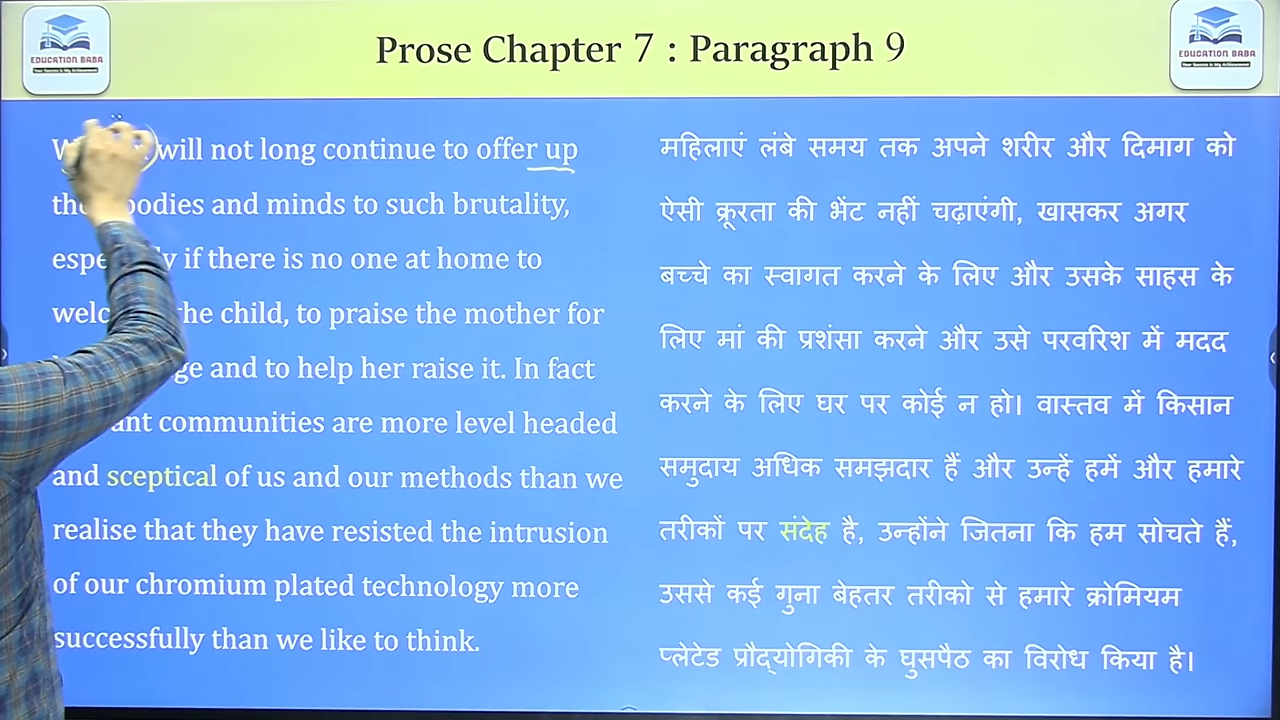 EDUCATION BABA
EDUCATION BABA
Prose Chapter 7 : Paragraph 9
will not long continue to offer up
bodies and minds to such brutality,
if there is no one at home to
the child, to praise the mother for
and to help her raise it. In fact
communities are more level headed
and sceptical of us and our methods than we
realise that they have resisted the intrusion
of our chromium plated technology more
successfully than we like to think.
महिलाएं लंबे समय तक अपने शरीर और दिमाग को
ऐसी क्रूरता की भेंट नहीं चढ़ाएंगी, खासकर अगर
बच्चे का स्वागत करने के लिए और उसके साहस के
लिए मां की प्रशंसा करने और उसे परवरिश में मदद
करने के लिए घर पर कोई न हो। वास्तव में किसान
समुदाय अधिक समझदार हैं और उन्हें हमें और हमारे
तरीकों पर संदेह है, उन्होंने जितना कि हम सोचते हैं,
उससे कई गुना बेहतर तरीको से हमारे क्रोमियम
प्लेटेड प्रौद्योगिकी के घुसपैठ का विरोध किया है।